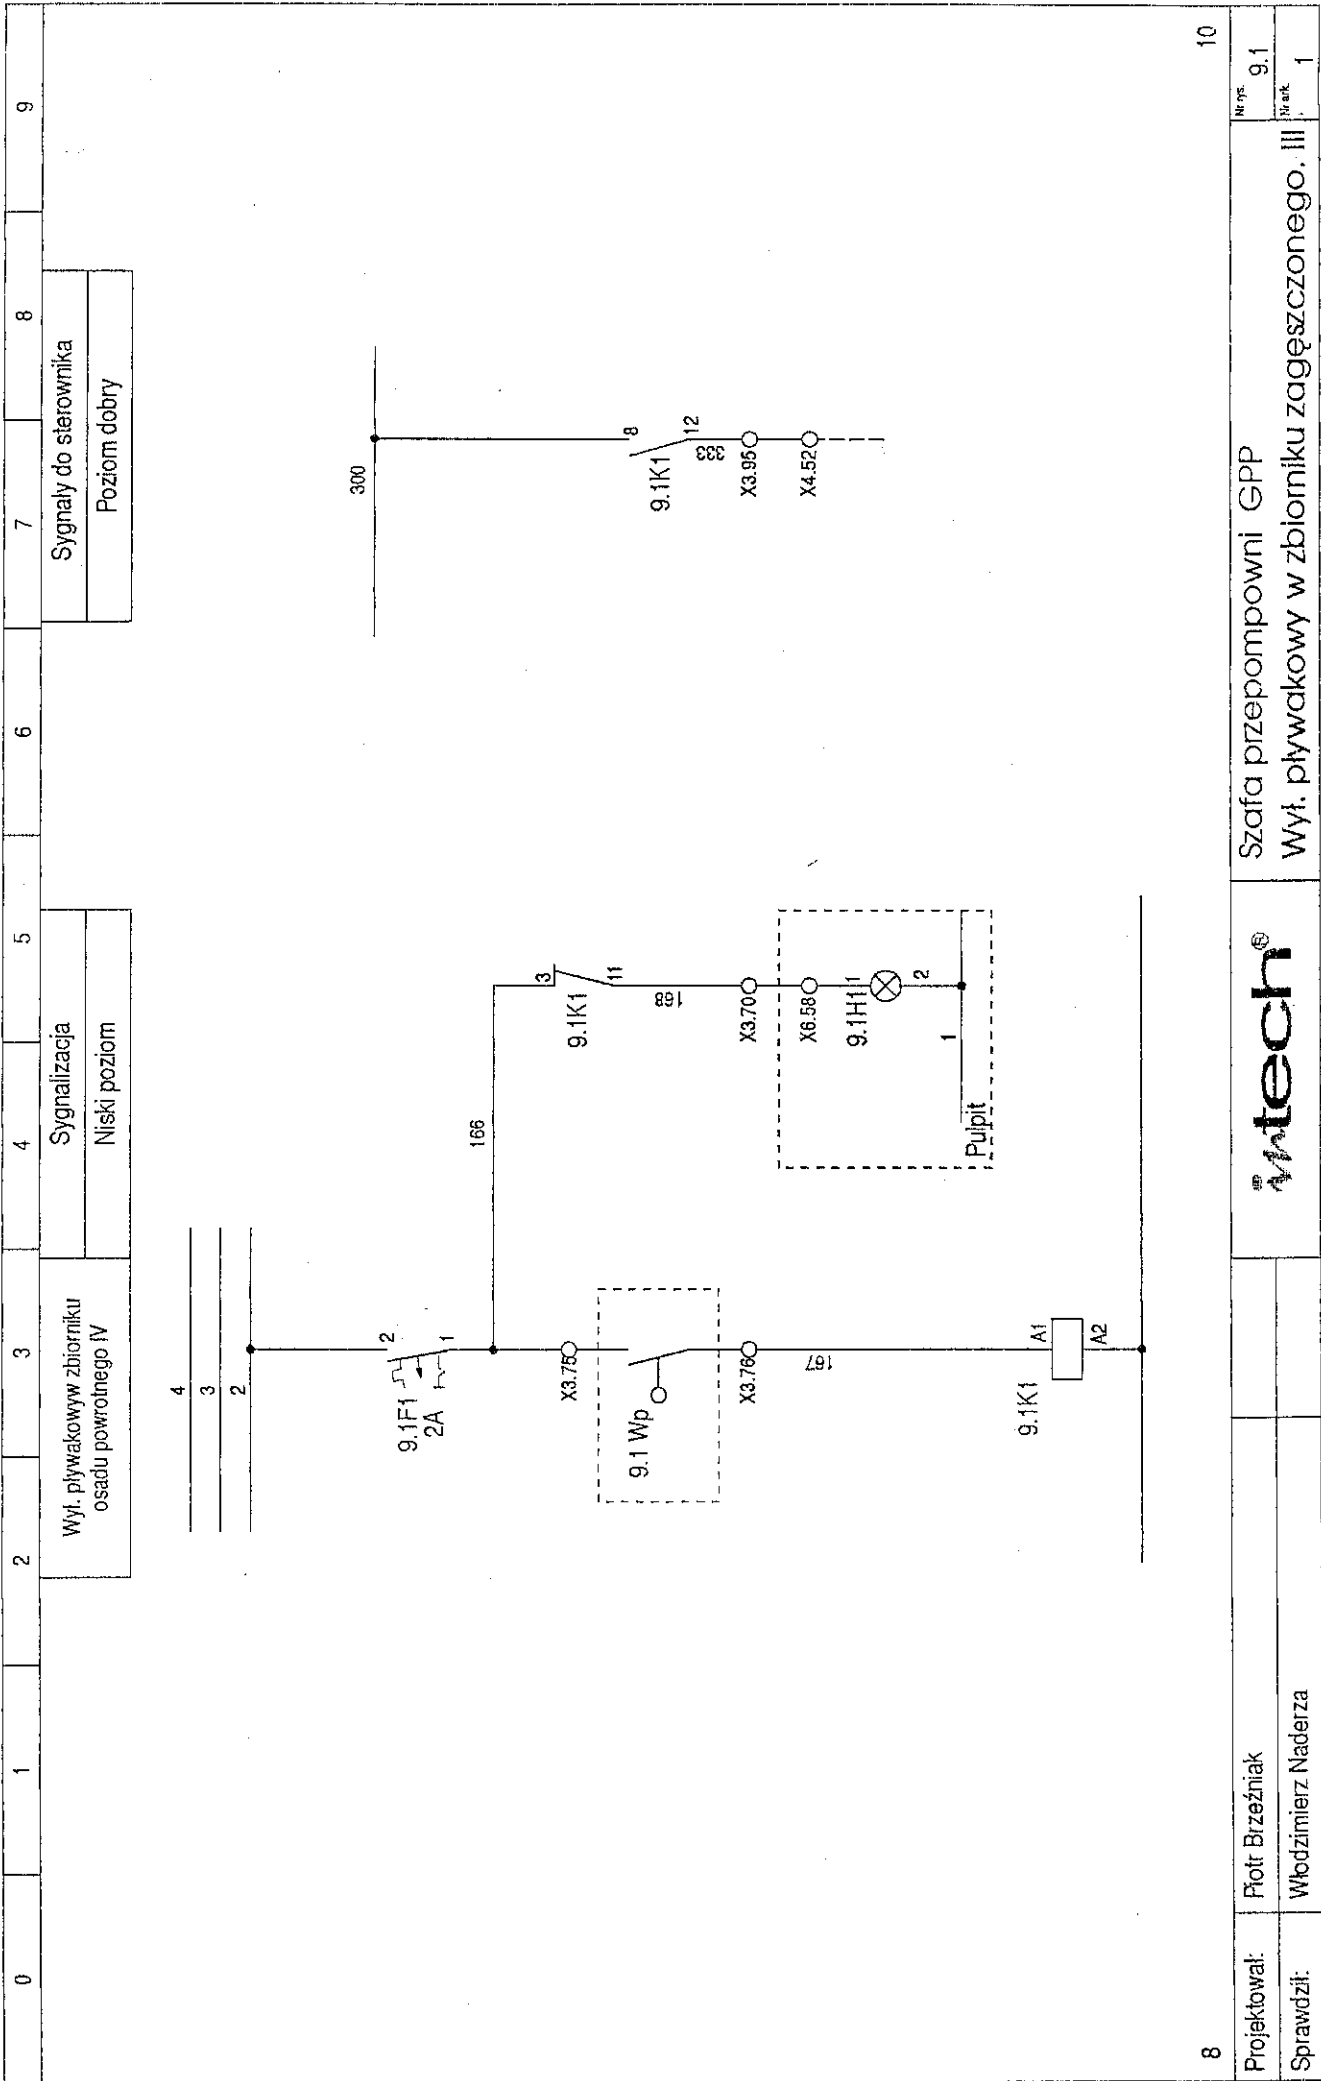 0 1 2 3 4 5 6 7 8 9
Wył. pływakowyw zbiorniku
osadu powrotnego IV
Sygnalizacja
Niski poziom
Sygnały do sterownika
Poziom dobry
4
3
2
300
9.1F1
2A
2
1
166
X3.75
9.1 Wp
X3.76
167
9.1K1
A1
A2
3
9.1K1
11
168
X3.70
X6.58
9.1H1
1
2
1
Pulpit
8
9.1K1
12
333
X3.95
X4.52
8
10
Projektował: Piotr Brzeźniak
Sprawdził: Włodzimierz Naderza
intech®
Szafa przepompowni GPP
Wył. pływakowy w zbiorniku zagęszczonego. III
Nr rys.
9.1
Nr ark.
1